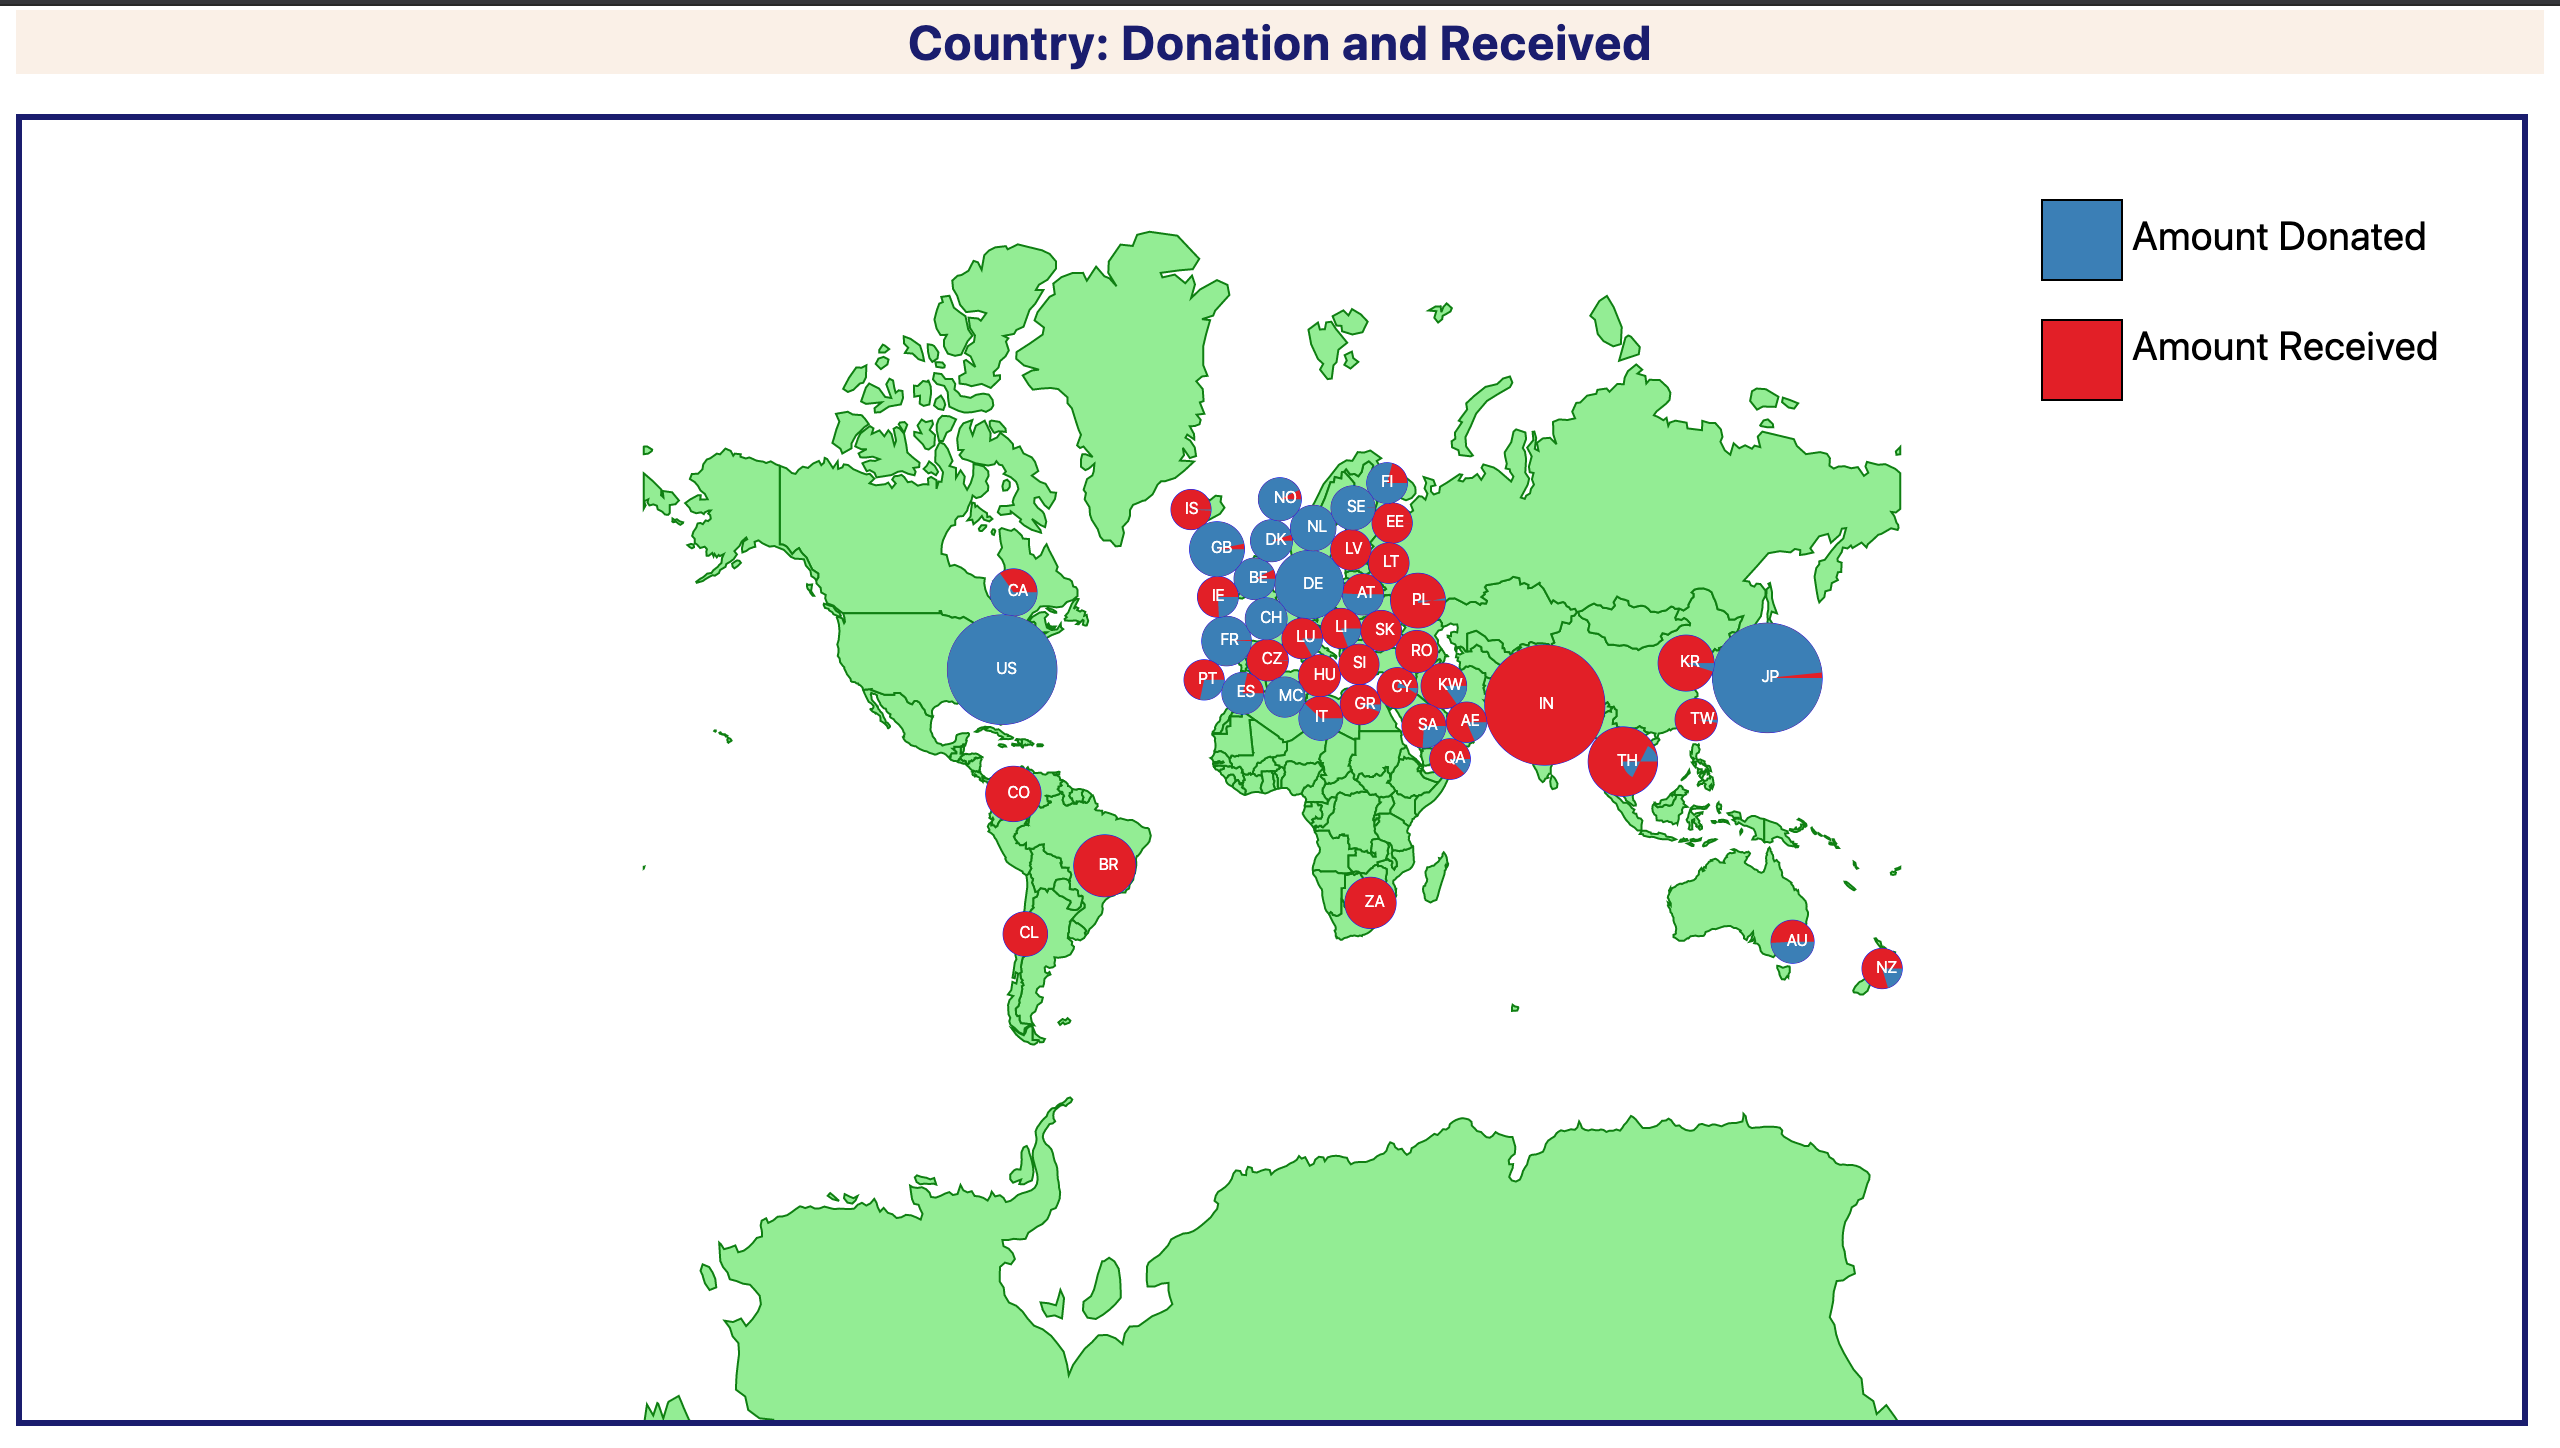 Country: Donation and Received
Amount Donated
Amount Received
FI
NO
IS
SE
NL
EE
DK
GB
LV
LT
BE
DE
CA
AT
IE
PL
CH
LI
SK
LU
FR
RO
CZ
SI
KR
US
HU
JP
PT
KW
CY
ES
MC
GR
IN
IT
TW
AE
SA
QA
TH
CO
BR
ZA
CL
AU
NZ